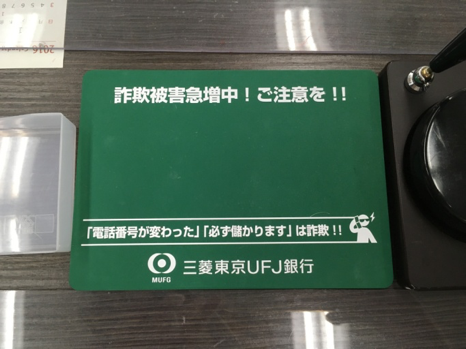 2016
詐欺被害急増中!ご注意を!!
「電話番号が変わった」「必ず儲かります」は詐欺!!
MUFG
三菱東京UFJ銀行